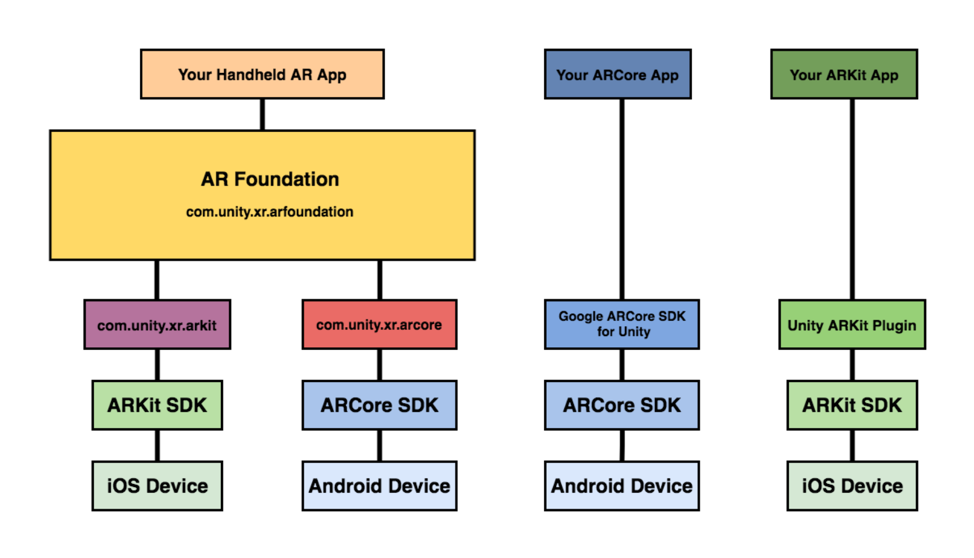 Your Handheld AR App
Your ARCore App
Your ARKit App
AR Foundation
com.unity.xr.arfoundation
com.unity.xr.arkit
com.unity.xr.arcore
Google ARCore SDK
for Unity
Unity ARKit Plugin
ARKit SDK
ARCore SDK
ARCore SDK
ARKit SDK
iOS Device
Android Device
Android Device
iOS Device